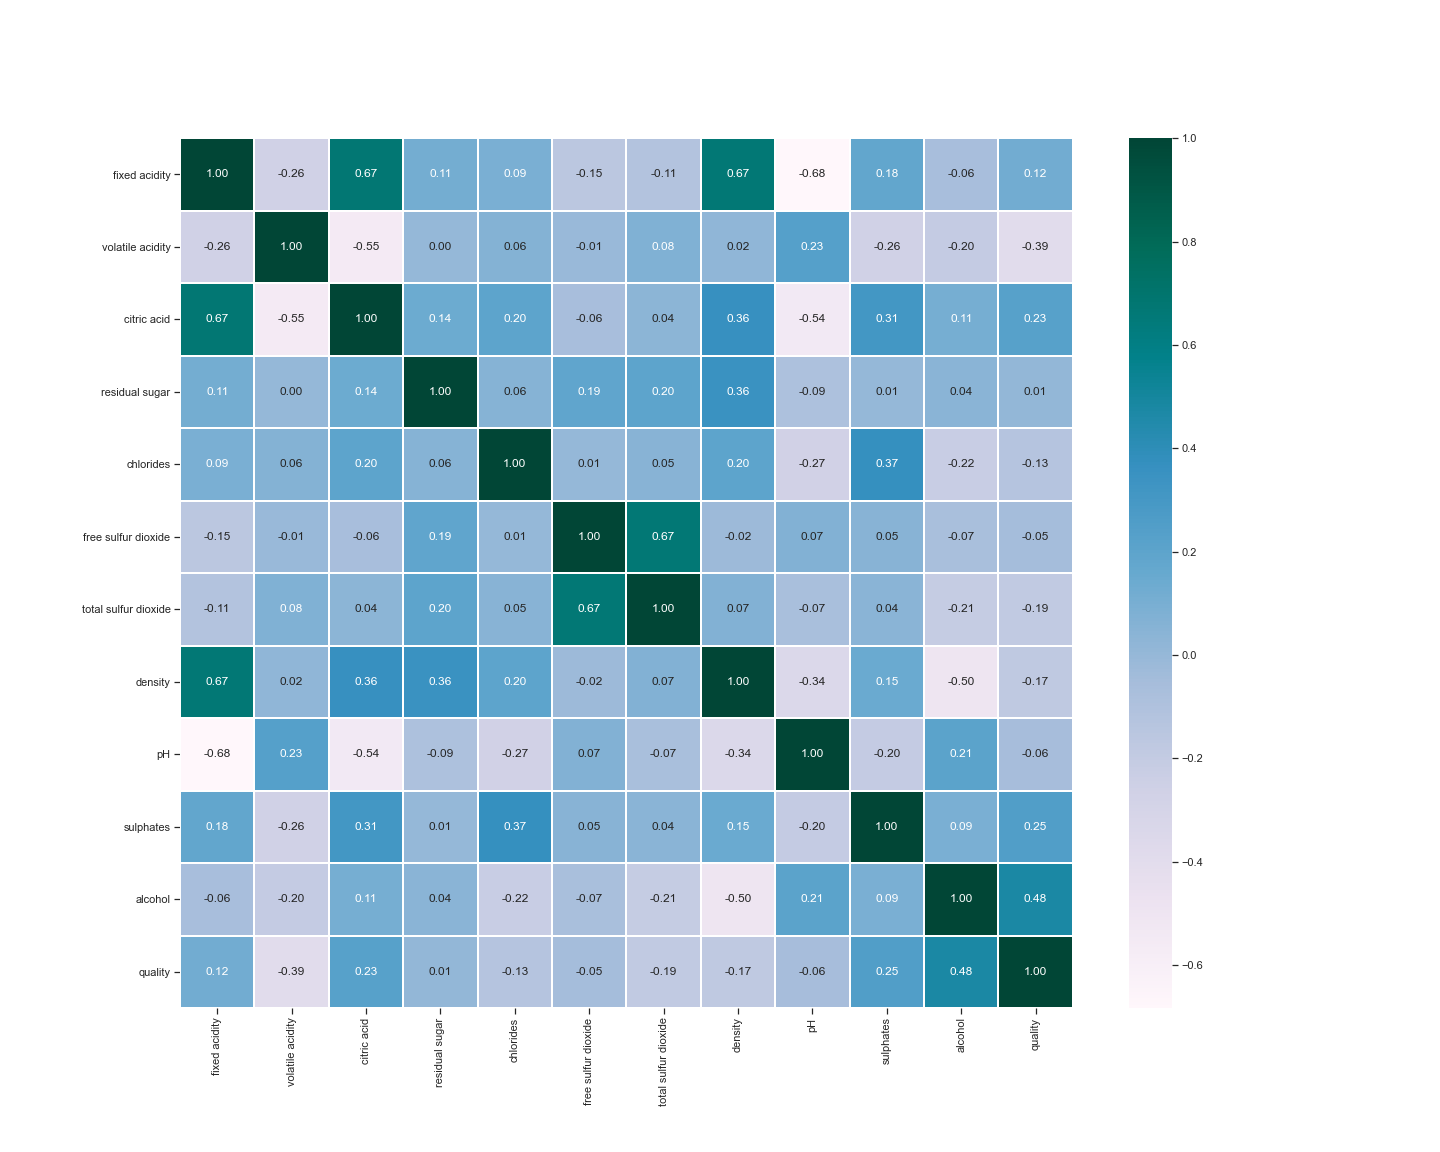 fixed acidity 1.00 -0.26 0.67 0.11 0.09 -0.15 -0.11 0.67 -0.68 0.18 -0.06 0.12
volatile acidity -0.26 1.00 -0.55 0.00 0.06 -0.01 0.08 0.02 0.23 -0.26 -0.20 -0.39
citric acid 0.67 -0.55 1.00 0.14 0.20 -0.06 0.04 0.36 -0.54 0.31 0.11 0.23
residual sugar 0.11 0.00 0.14 1.00 0.06 0.19 0.20 0.36 -0.09 0.01 0.04 0.01
chlorides 0.09 0.06 0.20 0.06 1.00 0.01 0.05 0.20 -0.27 0.37 -0.22 -0.13
free sulfur dioxide -0.15 -0.01 -0.06 0.19 0.01 1.00 0.67 -0.02 0.07 0.05 -0.07 -0.05
total sulfur dioxide -0.11 0.08 0.04 0.20 0.05 0.67 1.00 0.07 -0.07 0.04 -0.21 -0.19
density 0.67 0.02 0.36 0.36 0.20 -0.02 0.07 1.00 -0.34 0.15 -0.50 -0.17
pH -0.68 0.23 -0.54 -0.09 -0.27 0.07 -0.07 -0.34 1.00 -0.20 0.21 -0.06
sulphates 0.18 -0.26 0.31 0.01 0.37 0.05 0.04 0.15 -0.20 1.00 0.09 0.25
alcohol -0.06 -0.20 0.11 0.04 -0.22 -0.07 -0.21 -0.50 0.21 0.09 1.00 0.48
quality 0.12 -0.39 0.23 0.01 -0.13 -0.05 -0.19 -0.17 -0.06 0.25 0.48 1.00
fixed acidity
volatile acidity
citric acid
residual sugar
chlorides
free sulfur dioxide
total sulfur dioxide
density
pH
sulphates
alcohol
quality
1.0
0.8
0.6
0.4
0.2
0.0
−0.2
−0.4
−0.6